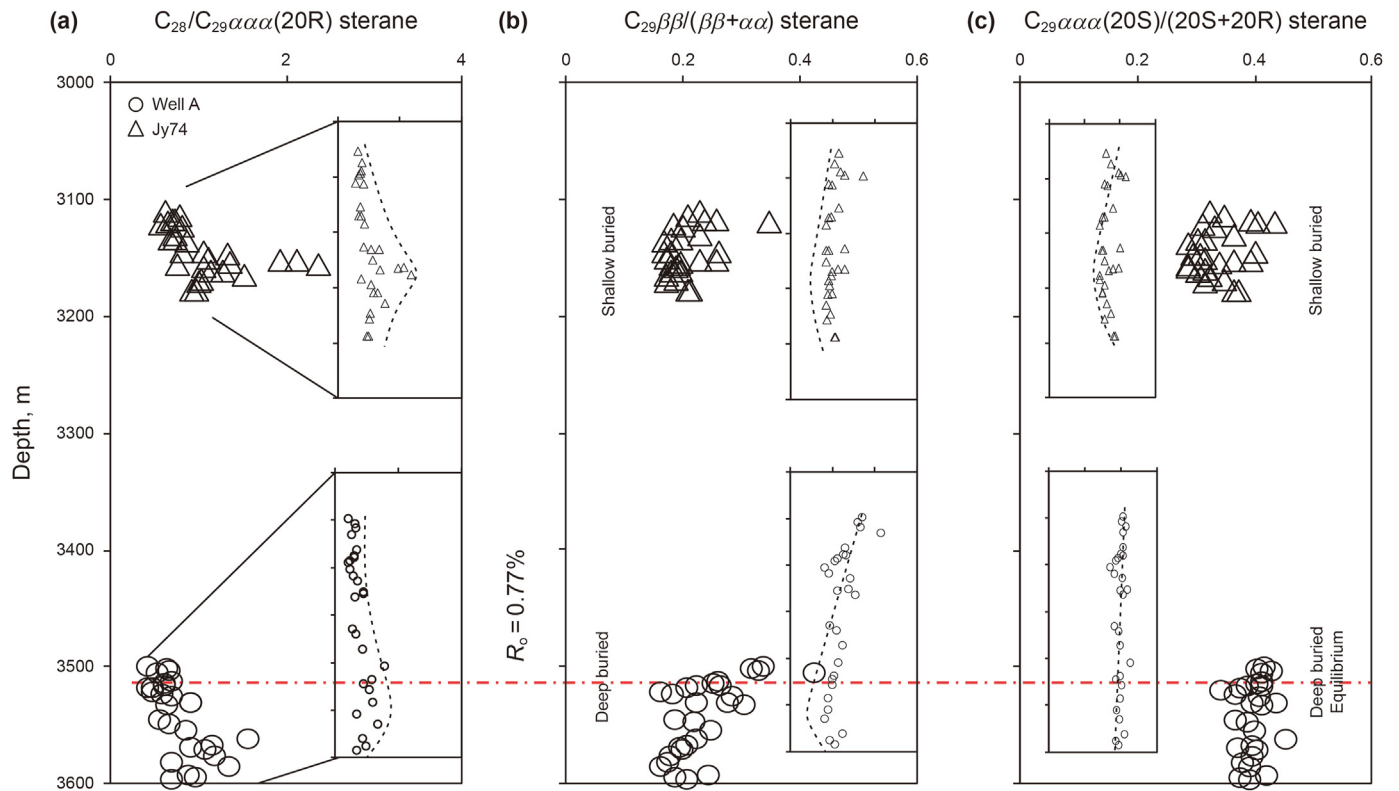 (a) C₂₈/C₂₉ααα(20R) sterane
(b) C₂₉ββ/(ββ+αα) sterane
(c) C₂₉ααα(20S)/(20S+20R) sterane
0 2 4
0 0.2 0.4 0.6
0 0.2 0.4 0.6
3000
3100
3200
3300
3400
3500
3600
Depth, m
Well A
Jy74
Shallow buried
Shallow buried
Rₒ = 0.77%
Deep buried
Deep buried
Equilibrium